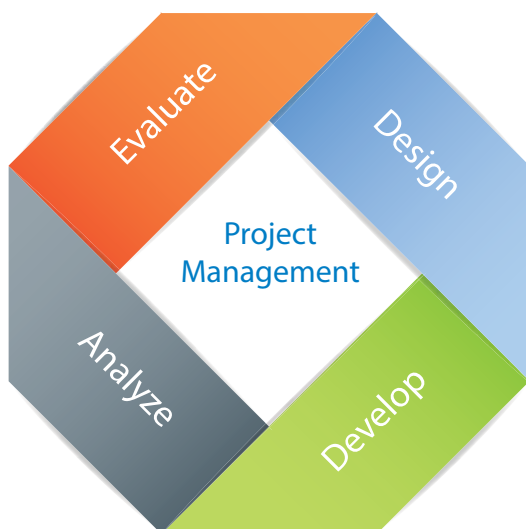 Evaluate
Design
Project
Management
Analyze
Develop